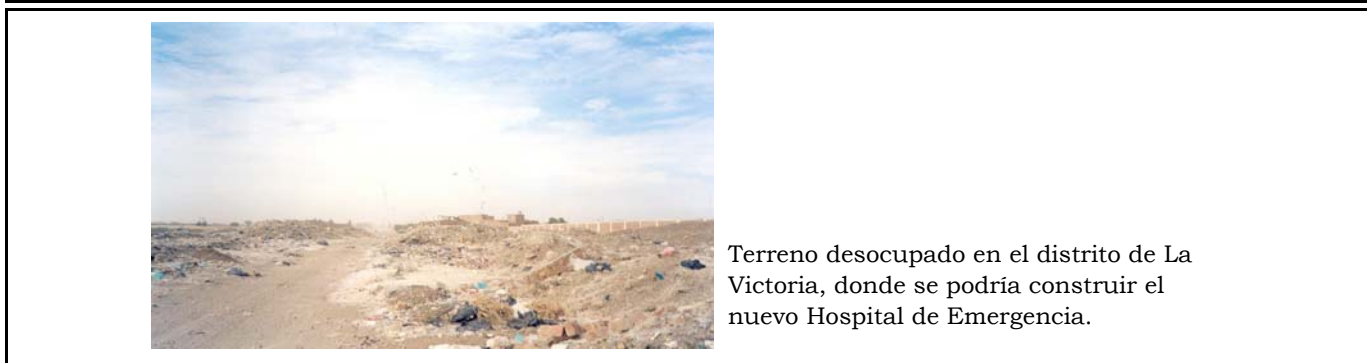 Terreno desocupado en el distrito de La
Victoria, donde se podría construir el
nuevo Hospital de Emergencia.